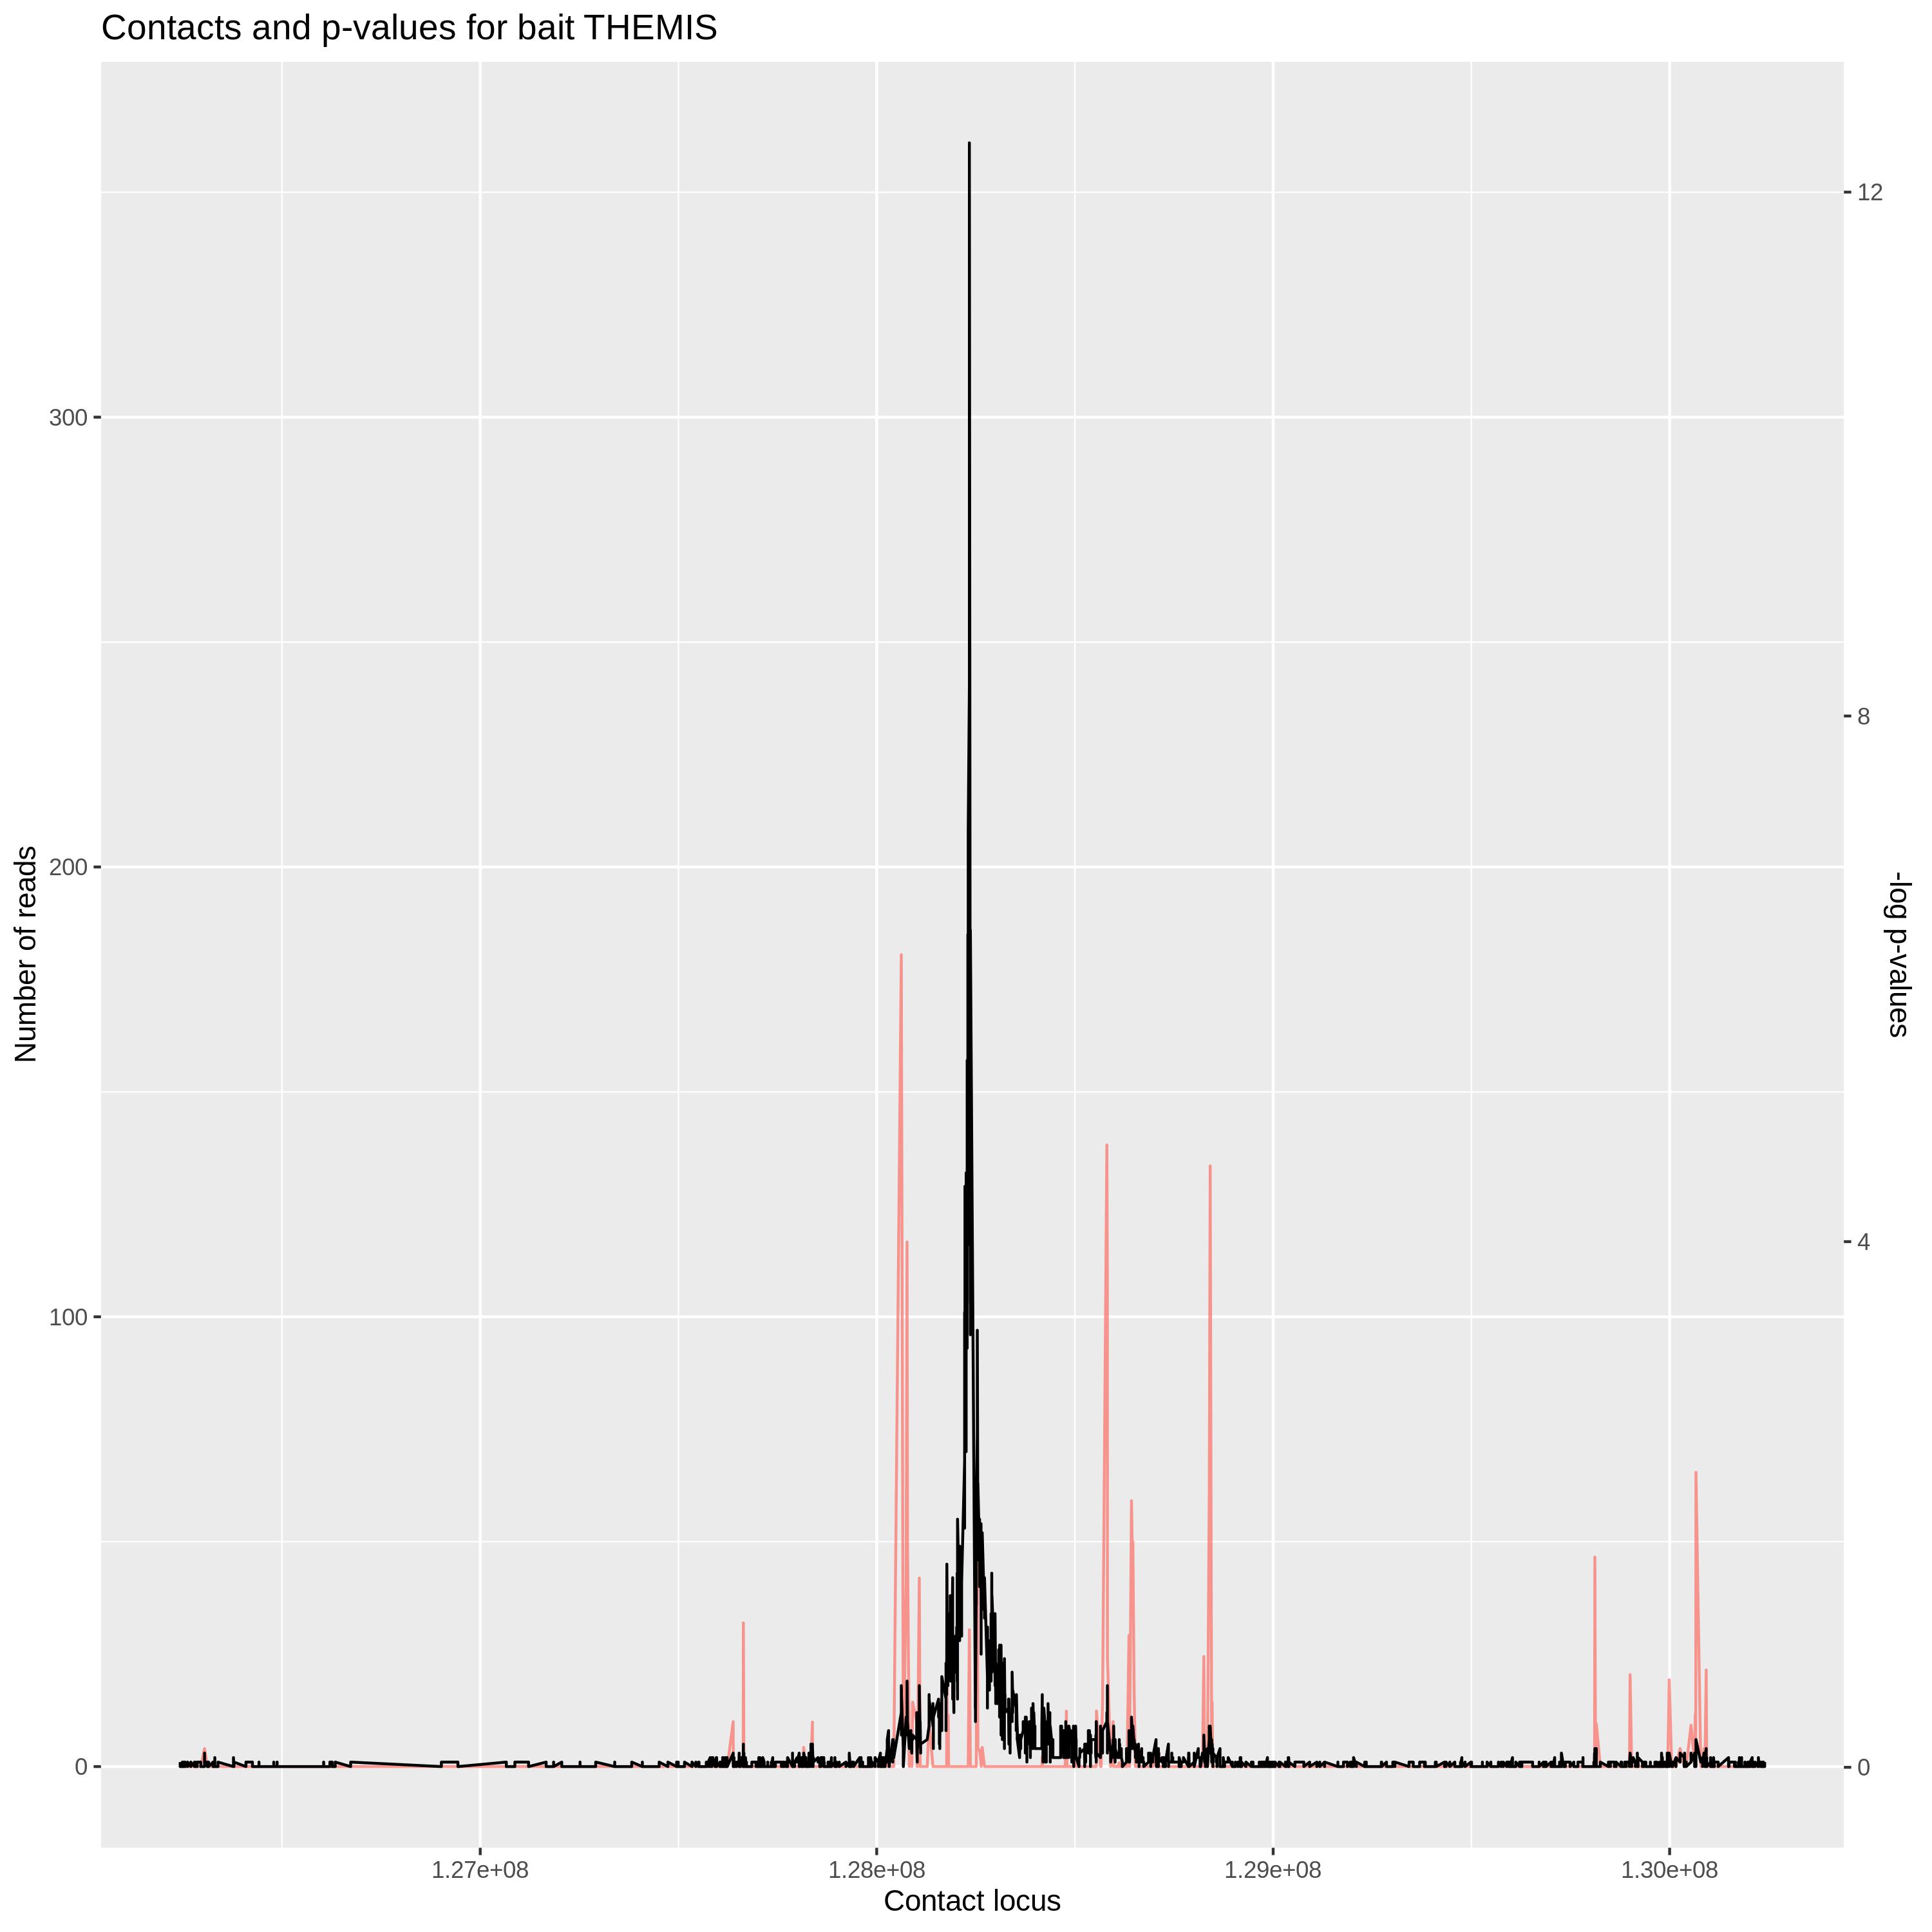 Contacts and p-values for bait THEMIS
12
300
8
200
Number of reads
-log p-values
4
100
0
0
1.27e+08
1.28e+08
1.29e+08
1.30e+08
Contact locus